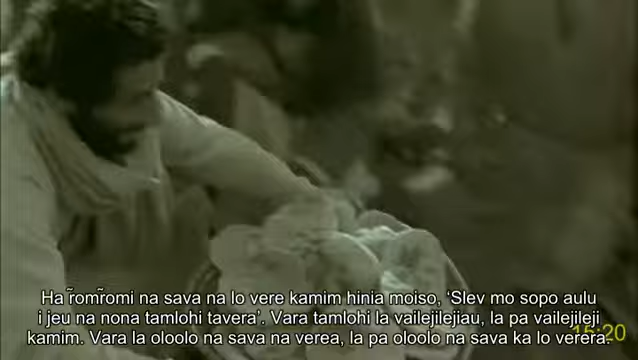 Ha r̃omr̃omi na sava na lo vere kamim hinia moiso, ‘Slev mo sopo aulu
i jeu na nona tamlohi tavera’. Vara tamlohi la vailejilejiau, la pa vailejileji
kamim. Vara la oloolo na sava na verea, la pa oloolo na sava ka lo verera.
15:20